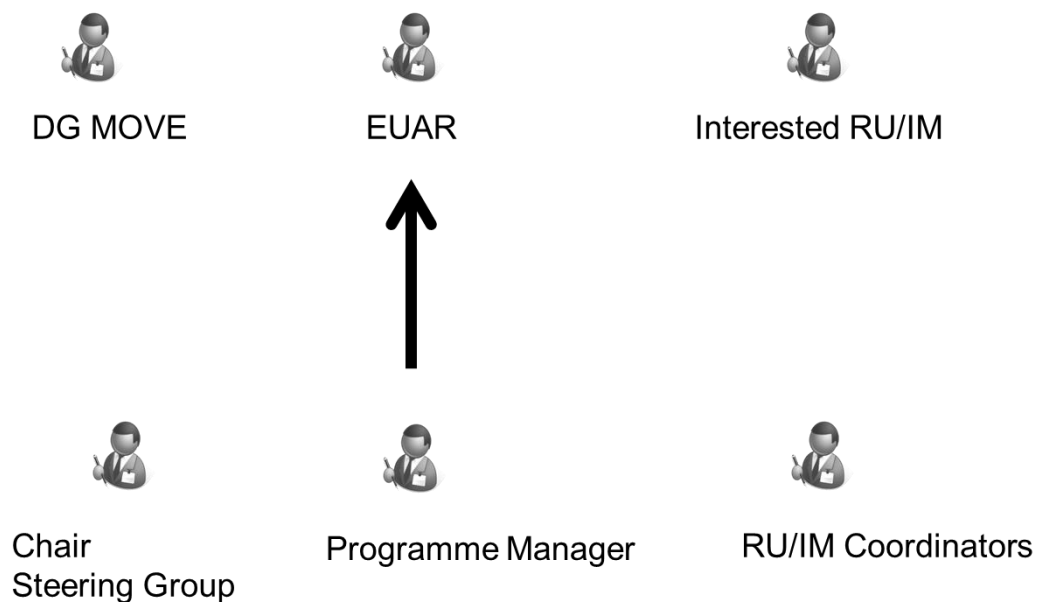 DG MOVE
EUAR
Interested RU/IM
Chair
Steering Group
Programme Manager
RU/IM Coordinators